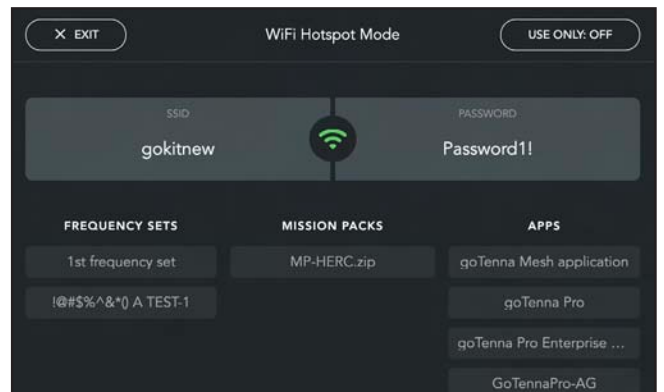 X EXIT
WiFi Hotspot Mode
USE ONLY: OFF
SSID
gokitnew
PASSWORD
Password1!
FREQUENCY SETS
1st frequency set
!@#$%^&*() A TEST-1
MISSION PACKS
MP-HERC.zip
APPS
goTenna Mesh application
goTenna Pro
goTenna Pro Enterprise ...
GoTennaPro-AG